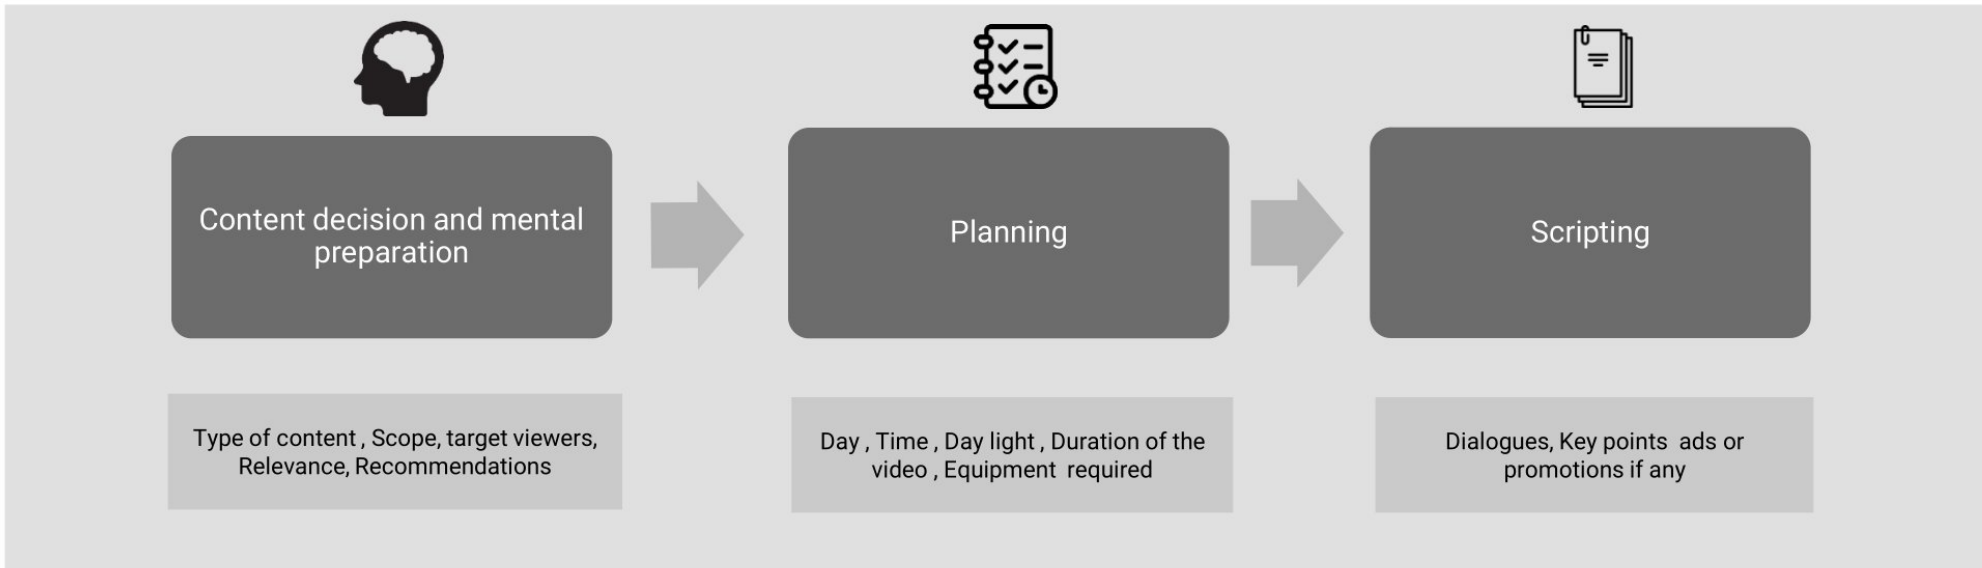 Content decision and mental
preparation
Planning
Scripting
Type of content , Scope, target viewers,
Relevance, Recommendations
Day , Time , Day light , Duration of the
video , Equipment  required
Dialogues, Key points  ads or
promotions if any